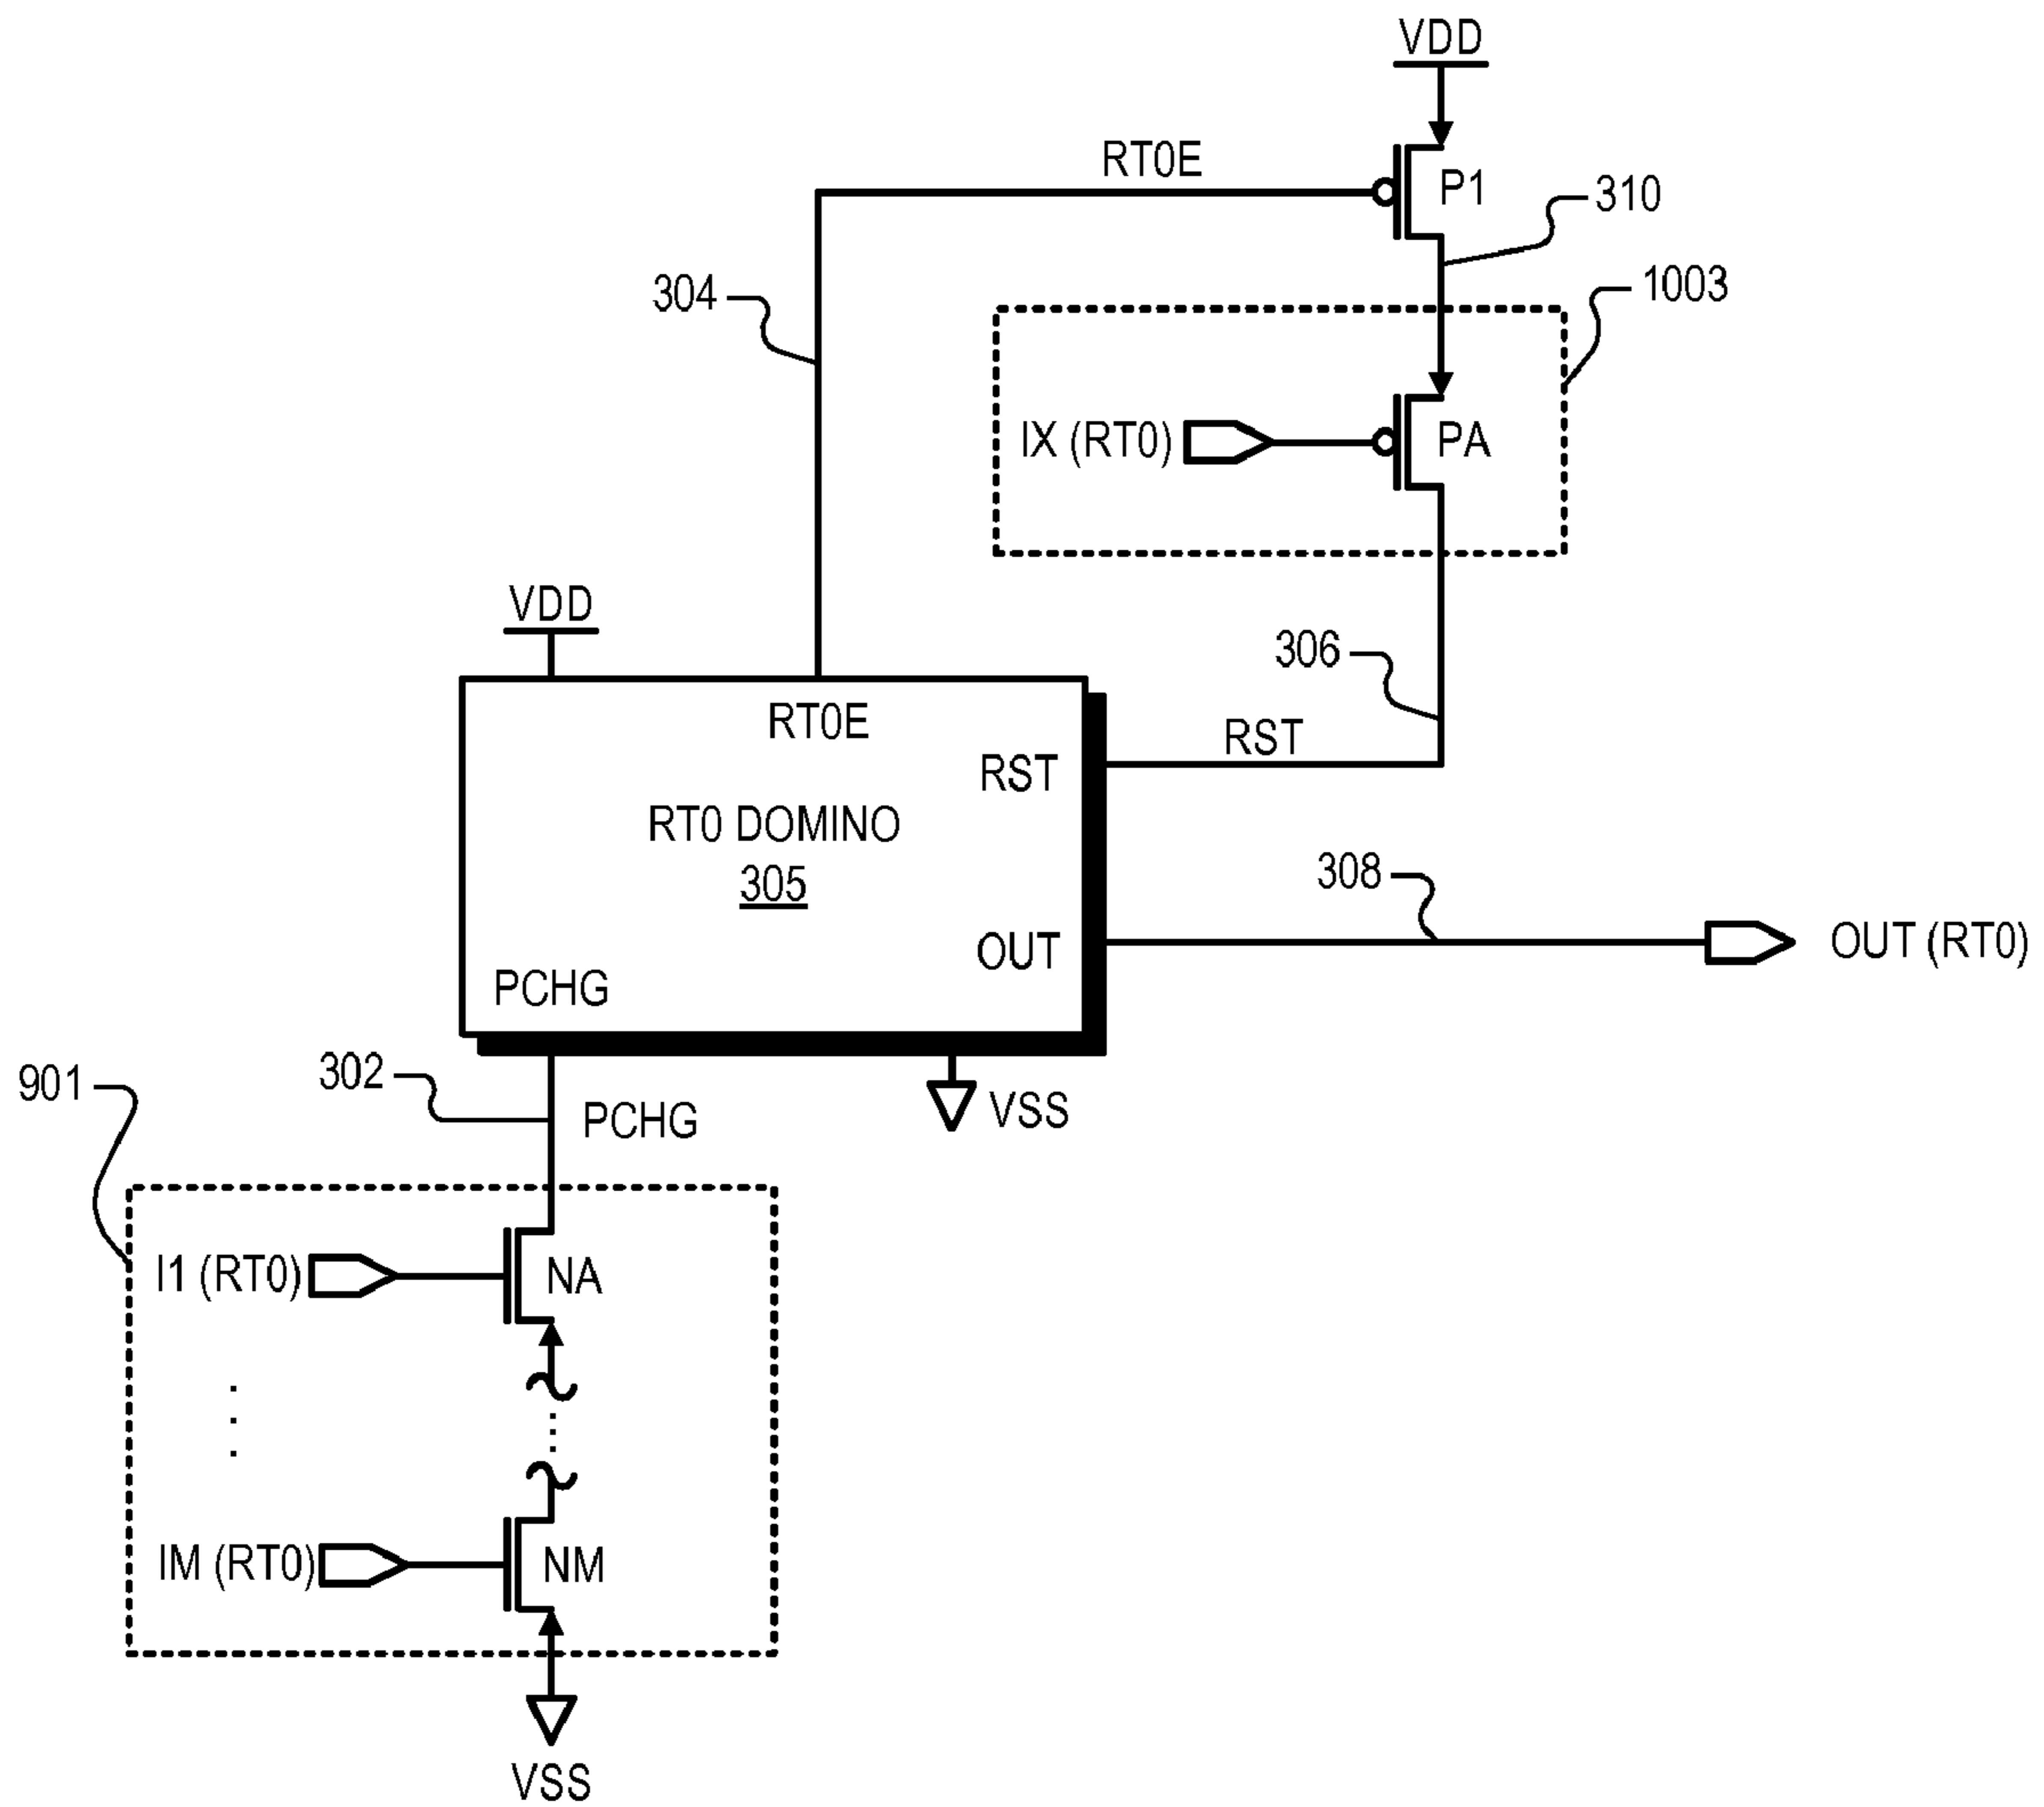 VDD
RT0E
P1
310
304
1003
IX (RT0)
PA
VDD
306
RT0E
RST
RST
RT0 DOMINO
305
308
OUT
OUT (RT0)
PCHG
302
901
PCHG
VSS
I1 (RT0)
NA
IM (RT0)
NM
VSS